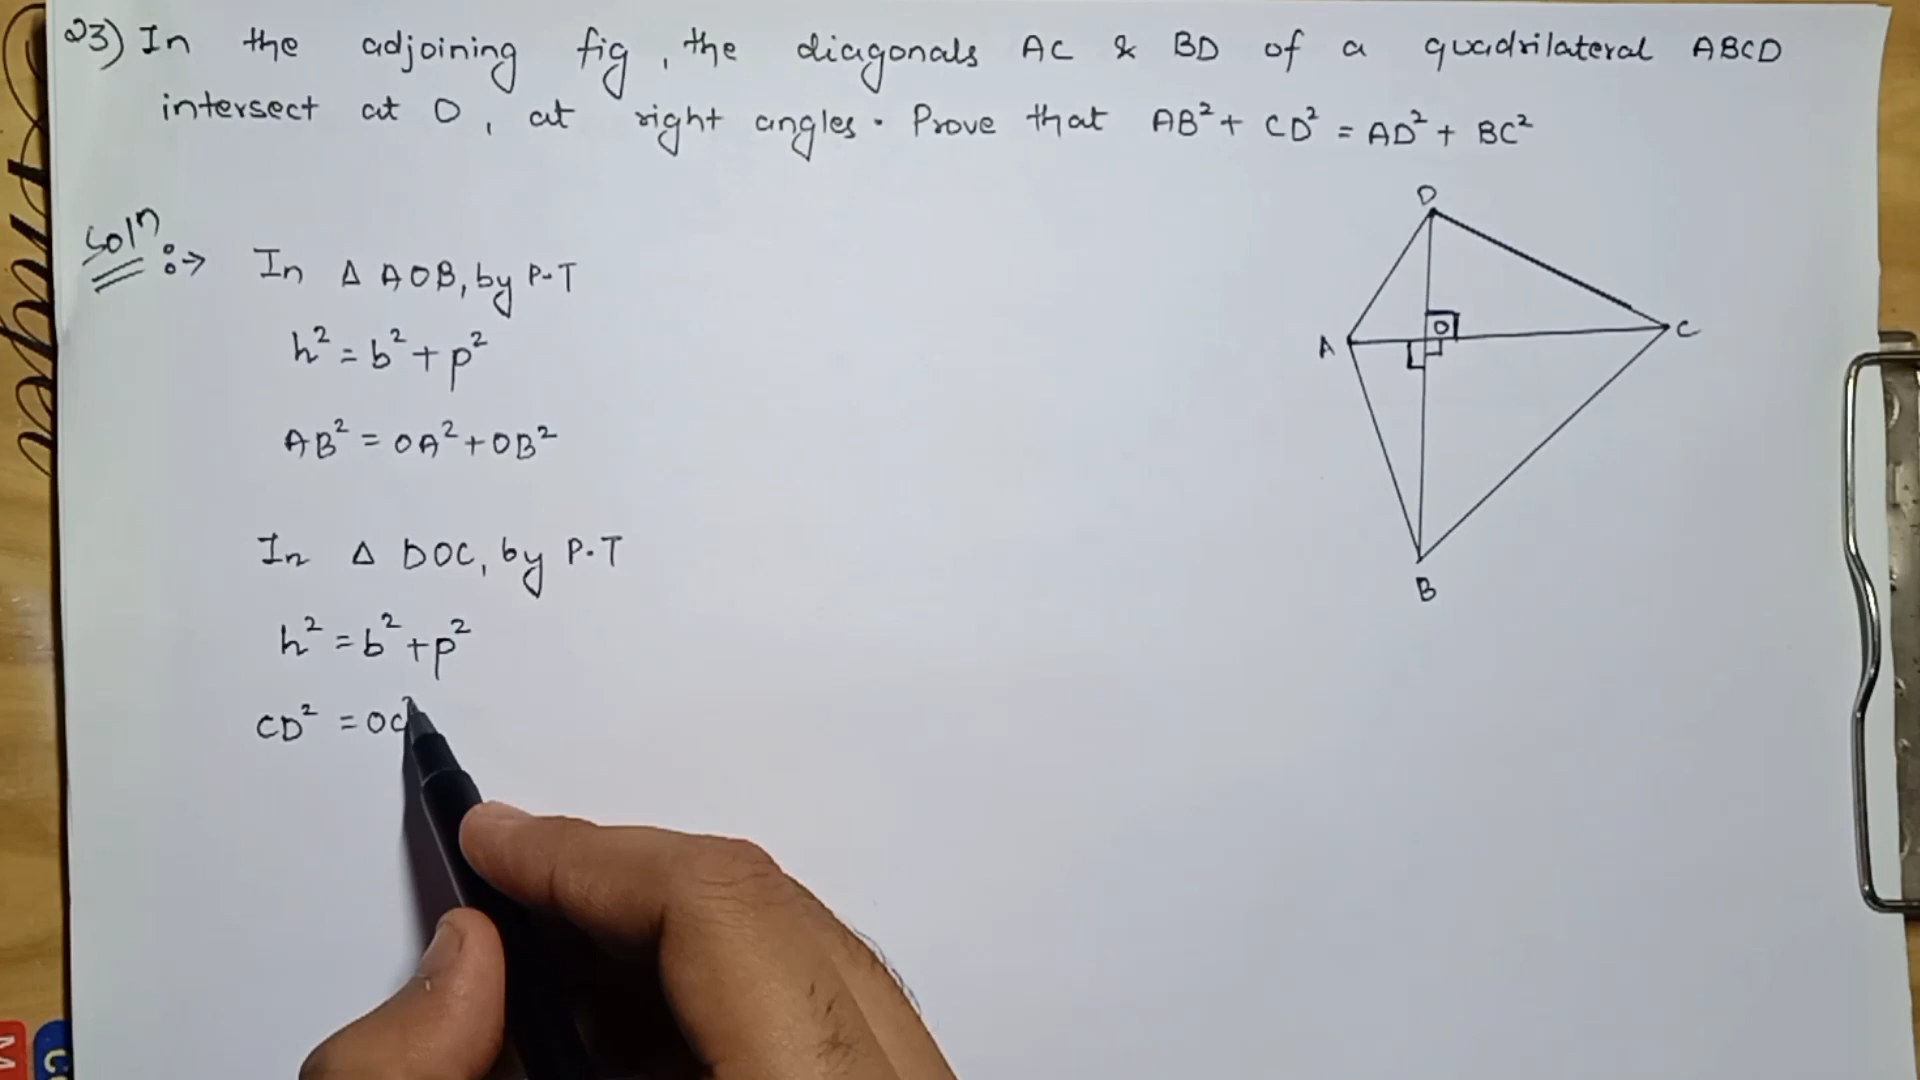 23) In the adjoining fig, the diagonals AC & BD of a quadrilateral ABCD
intersect at O, at right angles. Prove that AB² + CD² = AD² + BC²
Solⁿ :→
In Δ AOB, by P.T
h² = b² + p²
AB² = OA² + OB²
In Δ DOC, by P.T
h² = b² + p²
CD² = OC²
D
O
A
C
B